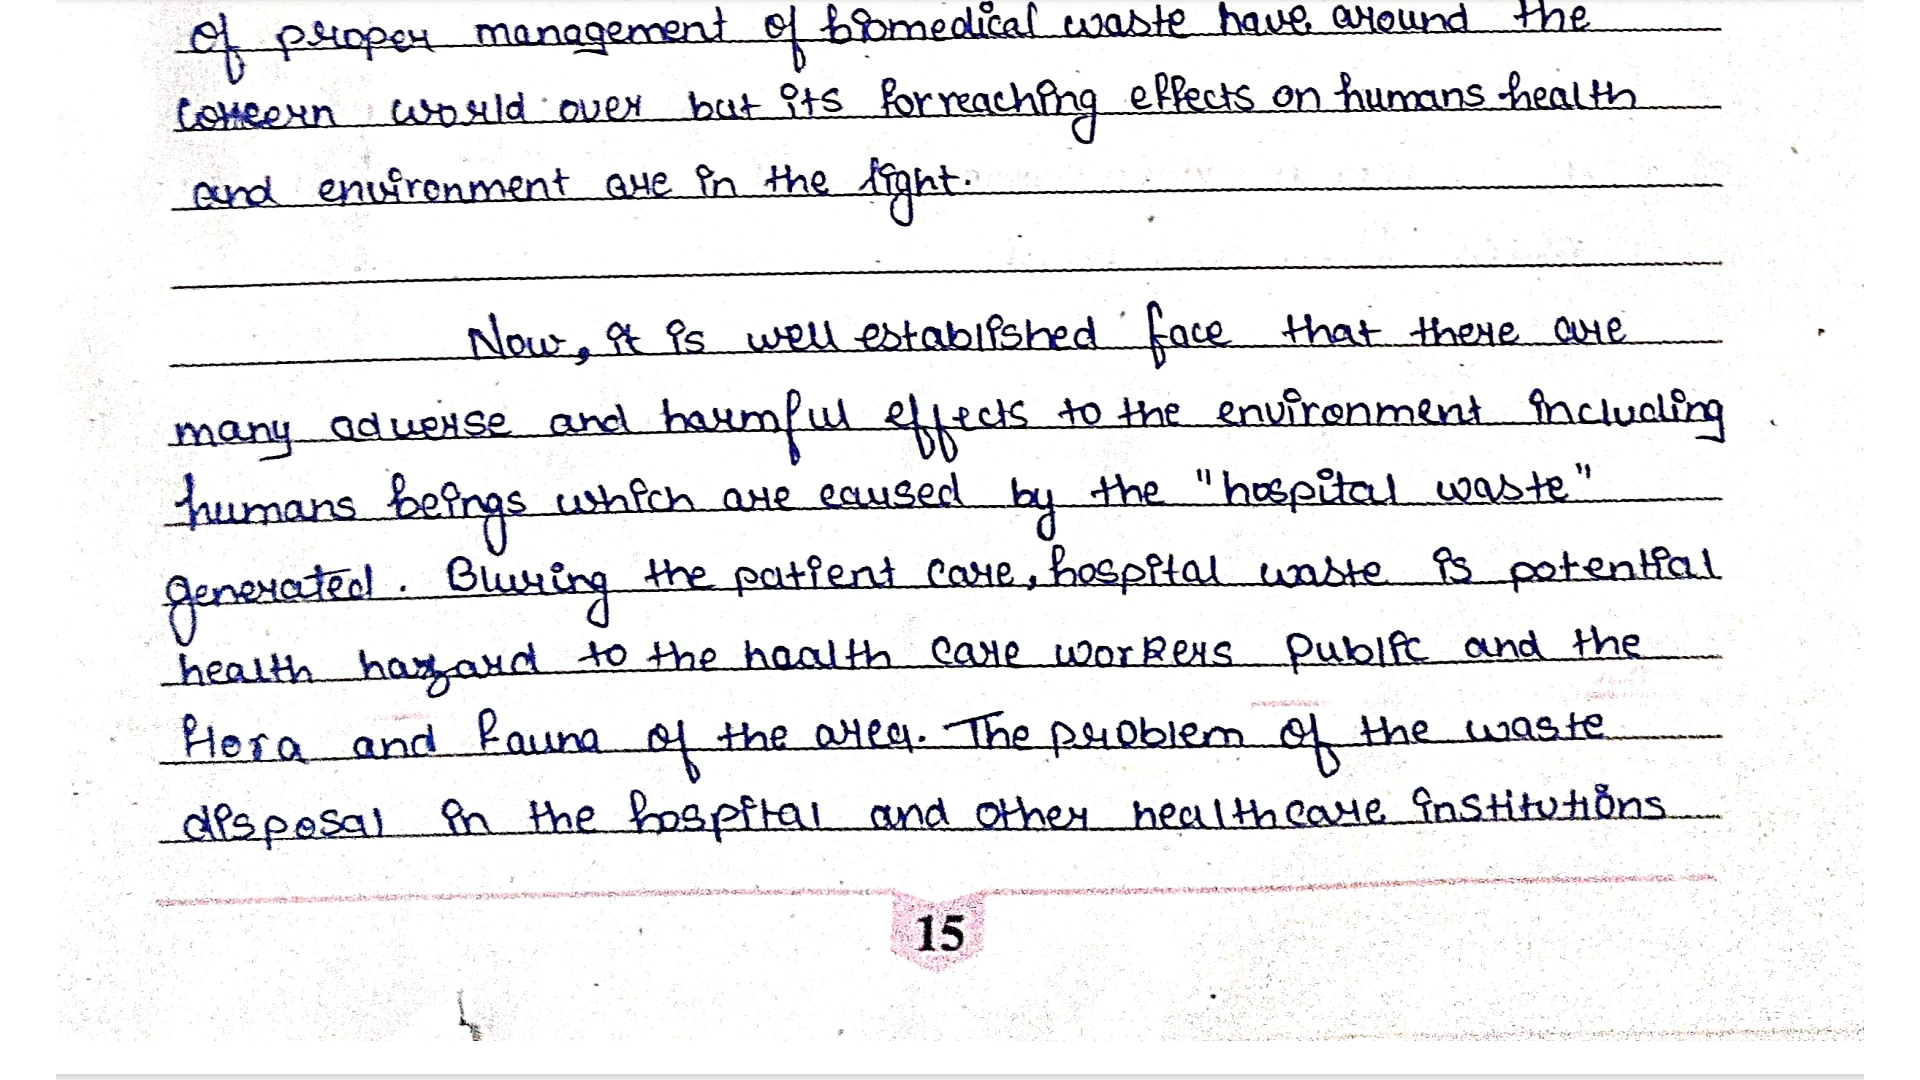 of proper management of biomedical waste have around the
concern world over but its forreaching effects on humans health
and environment are in the light.
Now, it is well established face that there are
many adverse and harmful effects to the environment including
humans beings which are caused by the "hospital waste"
generated. Bluring the patient care, hospital waste is potential
health hazard to the haalth care workers public and the
flora and fauna of the area. The problem of the waste
disposal in the hospital and other healthcare institutions
15